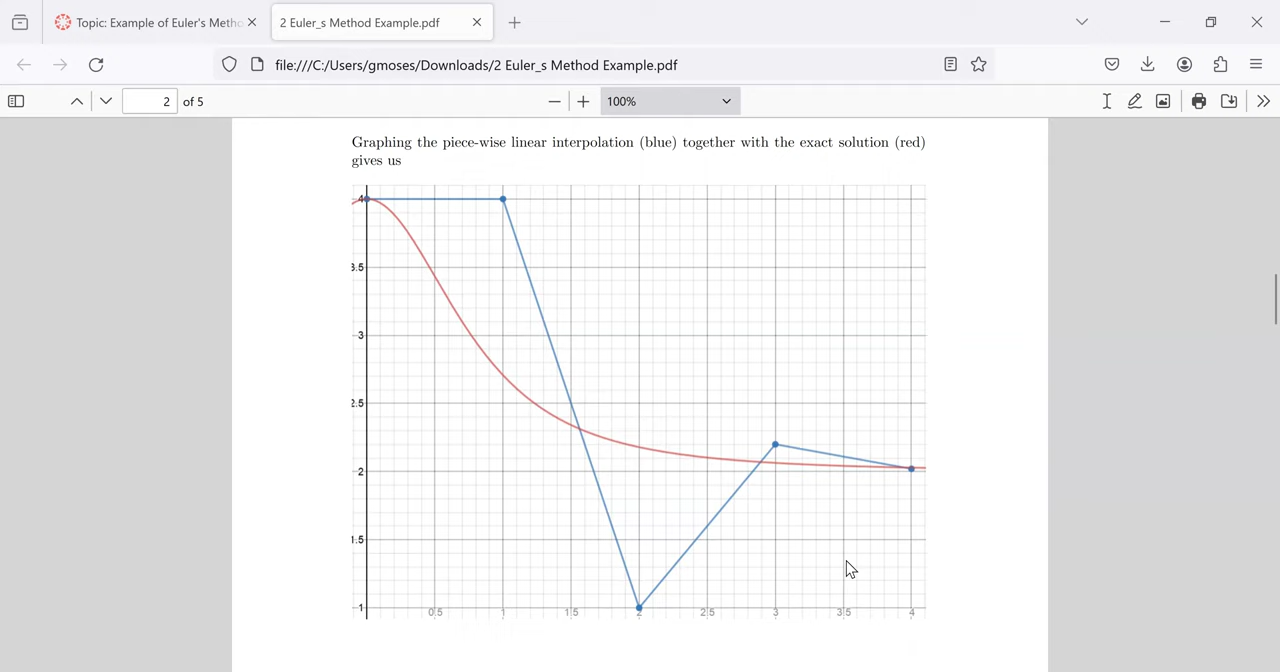 Topic: Example of Euler's Metho
2 Euler_s Method Example.pdf
file:///C:/Users/gmoses/Downloads/2 Euler_s Method Example.pdf
2 of 5
100%
Graphing the piece-wise linear interpolation (blue) together with the exact solution (red)
gives us
4
3.5
3
2.5
2
1.5
1
0.5 1 1.5 2 2.5 3 3.5 4